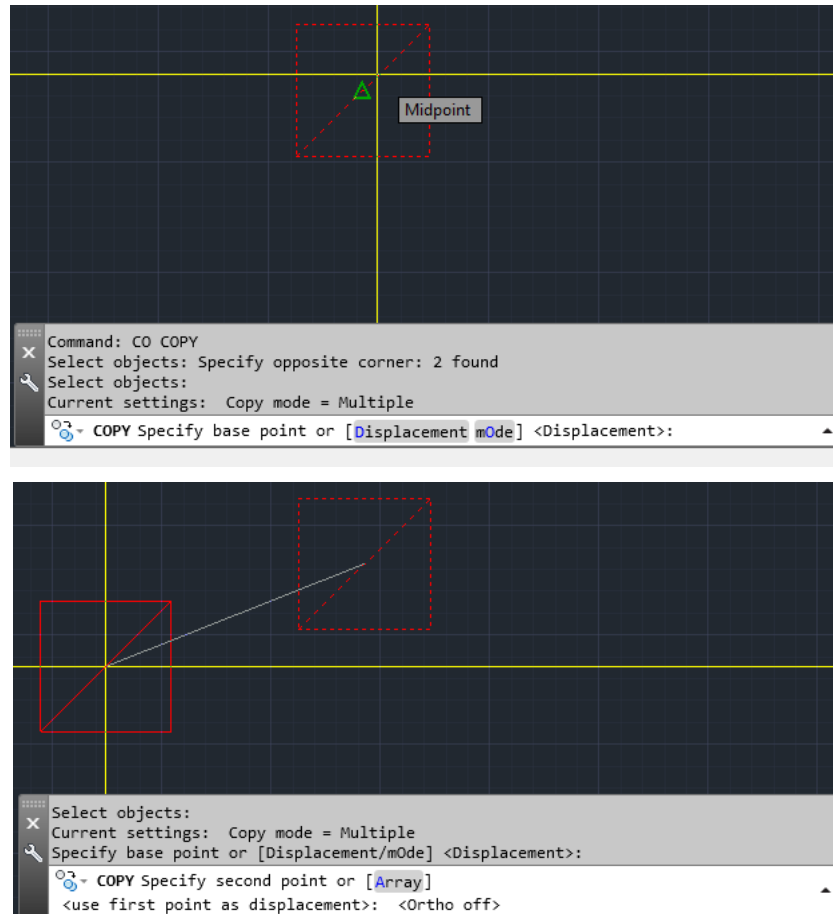 Midpoint
Command: CO COPY
Select objects: Specify opposite corner: 2 found
Select objects:
Current settings:  Copy mode = Multiple
COPY Specify base point or [Displacement mOde] <Displacement>:
Select objects:
Current settings:  Copy mode = Multiple
Specify base point or [Displacement/mOde] <Displacement>:
COPY Specify second point or [Array]
<use first point as displacement>:  <Ortho off>